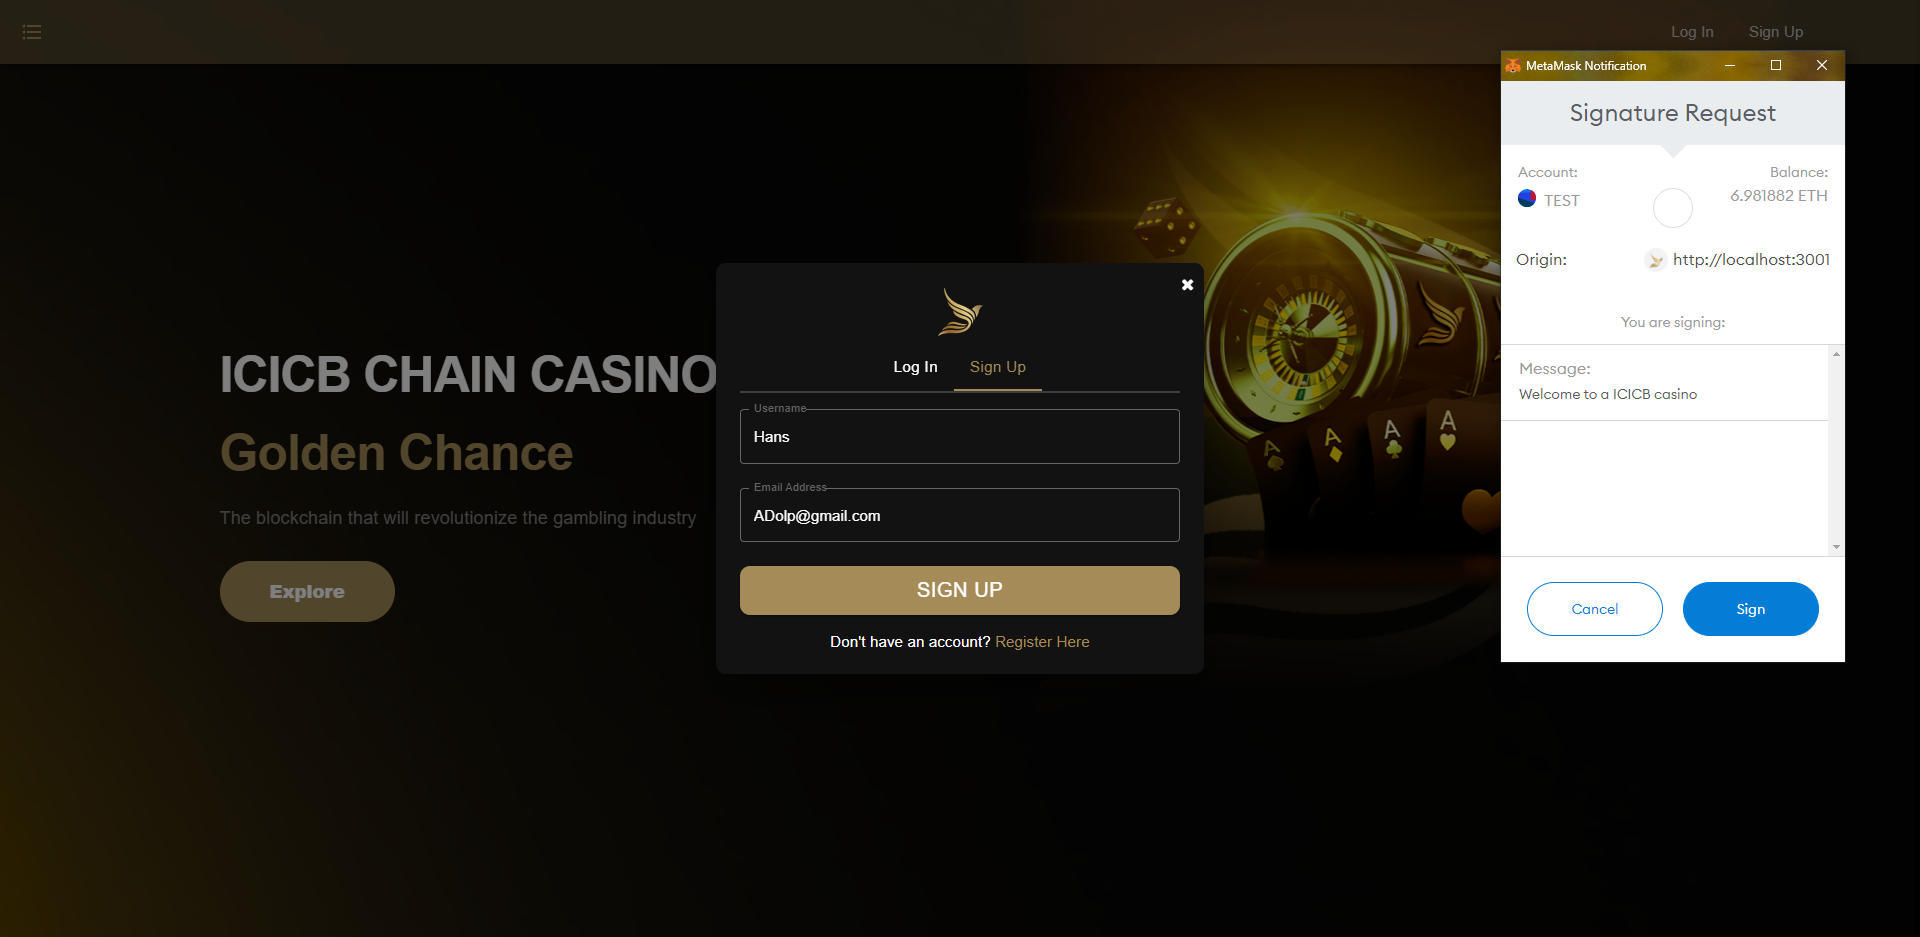 Log In
Sign Up
ICICB CHAIN CASINO
Golden Chance
The blockchain that will revolutionize the gambling industry
Explore
Log In
Sign Up
Username
Hans
Email Address
ADolp@gmail.com
SIGN UP
Don't have an account? Register Here
A
A
A
A
MetaMask Notification
Signature Request
Account:
Balance:
TEST
6.981882 ETH
Origin:
http://localhost:3001
You are signing:
Message:
Welcome to a ICICB casino
Cancel
Sign